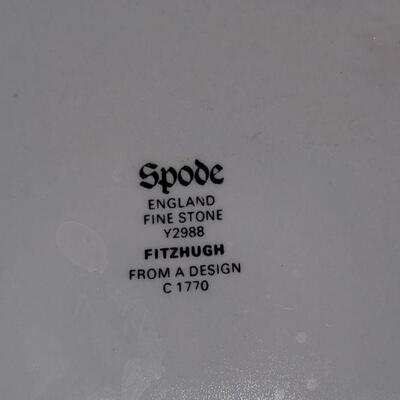 Spode
ENGLAND
FINE STONE
Y2988
FITZHUGH
FROM A DESIGN
C 1770